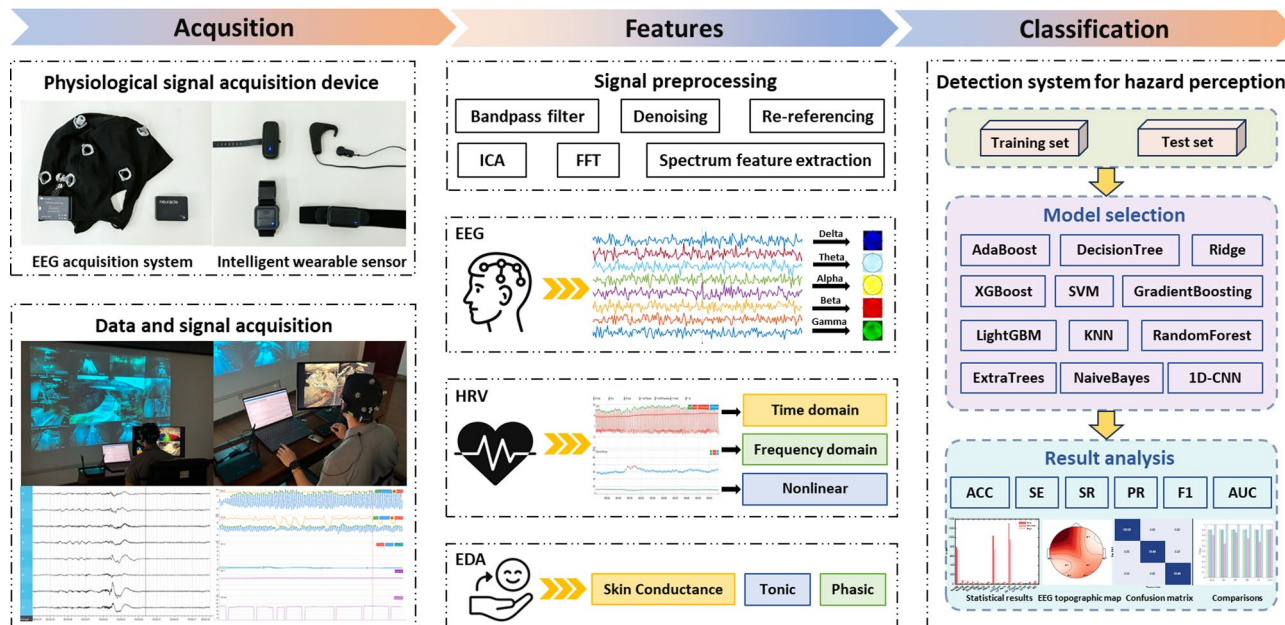 Acqusition
Features
Classification
Physiological signal acquisition device
neuracle
EEG acquisition system
Intelligent wearable sensor
Data and signal acquisition
Signal preprocessing
Bandpass filter
Denoising
Re-referencing
ICA
FFT
Spectrum feature extraction
EEG
Delta
Theta
Alpha
Beta
Gamma
HRV
Time domain
Frequency domain
Nonlinear
EDA
Skin Conductance
Tonic
Phasic
Detection system for hazard perception
Training set
Test set
Model selection
AdaBoost
DecisionTree
Ridge
XGBoost
SVM
GradientBoosting
LightGBM
KNN
RandomForest
ExtraTrees
NaiveBayes
1D-CNN
Result analysis
ACC
SE
SR
PR
F1
AUC
Statistical results
EEG topographic map
Confusion matrix
Comparisons